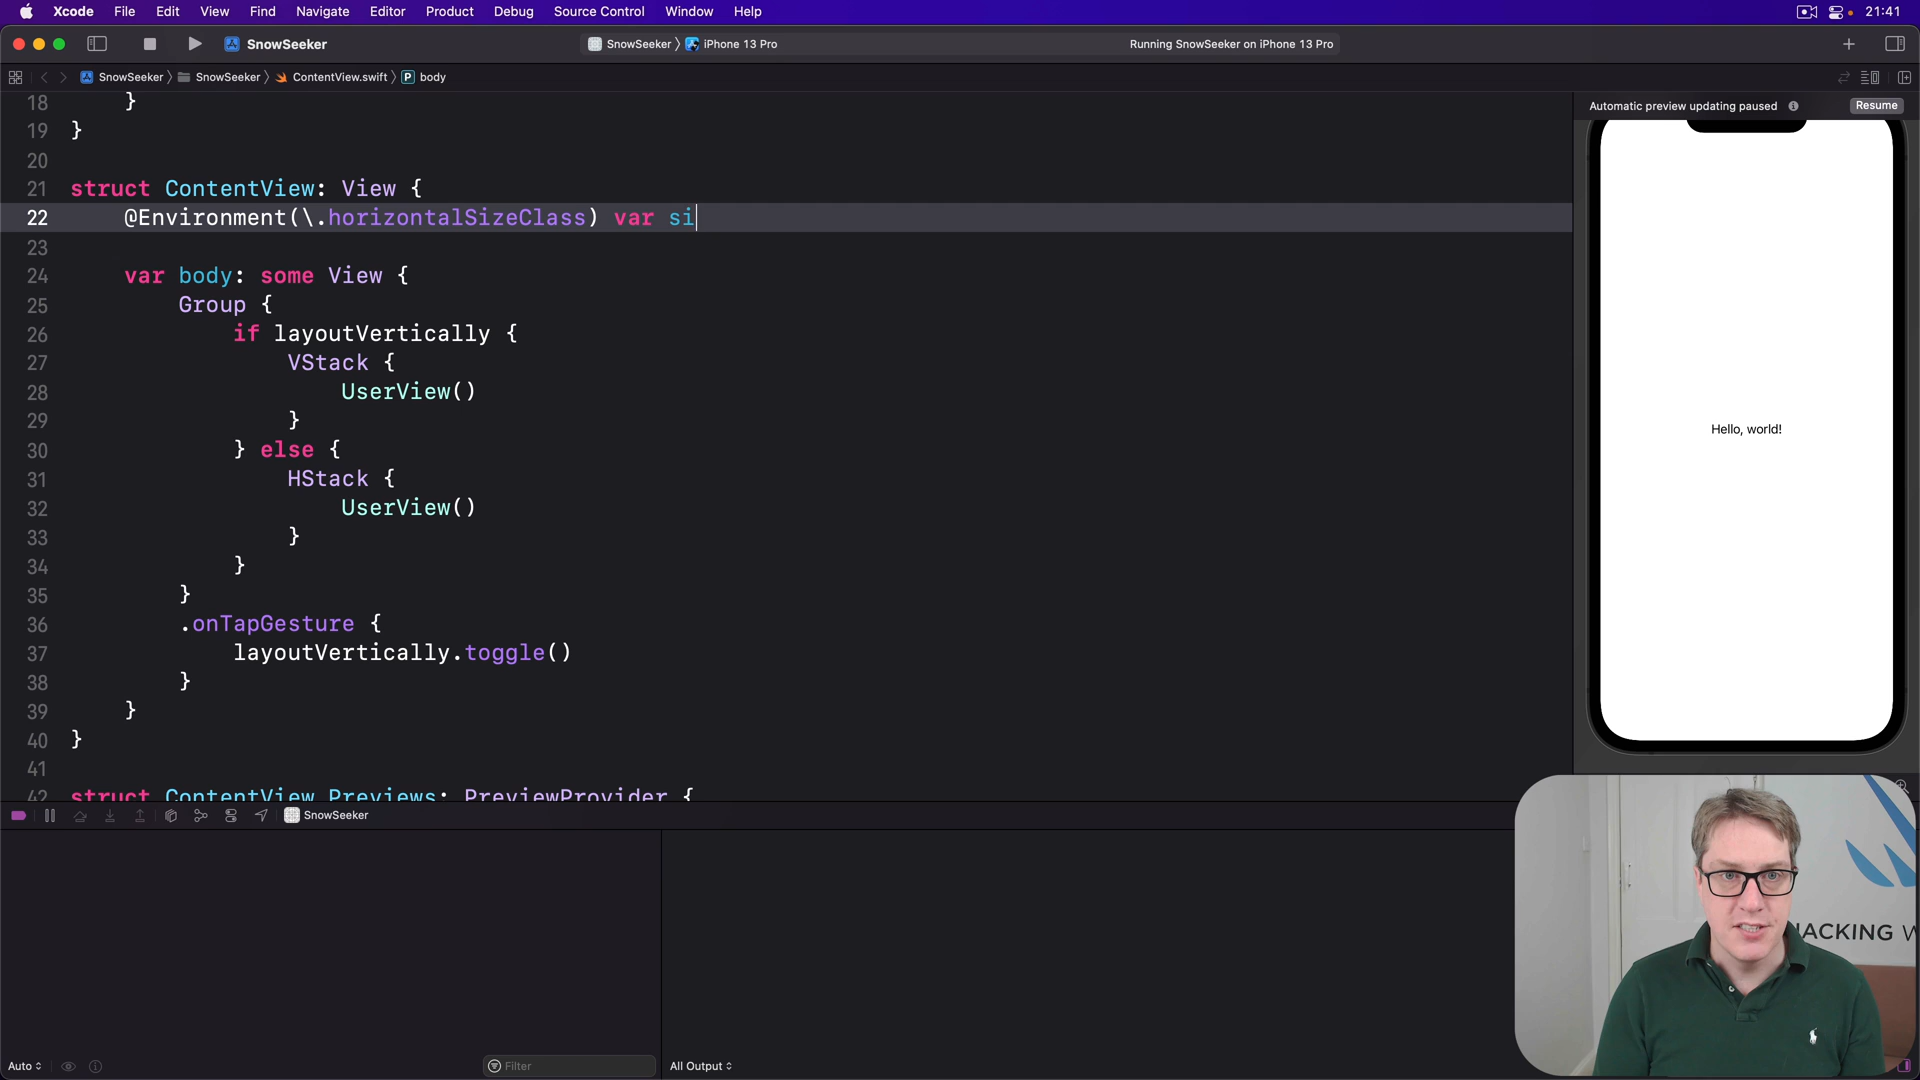 Xcode File Edit View Find Navigate Editor Product Debug Source Control Window Help 21:41
SnowSeeker SnowSeeker 〉 iPhone 13 Pro Running SnowSeeker on iPhone 13 Pro
SnowSeeker 〉 SnowSeeker 〉 ContentView.swift 〉 P body
Automatic preview updating paused Resume
18 }
19 }
20
21 struct ContentView: View {
22 @Environment(\.horizontalSizeClass) var si
23
24 var body: some View {
25 Group {
26 if layoutVertically {
27 VStack {
28 UserView()
29 }
30 } else {
31 HStack {
32 UserView()
33 }
34 }
35 }
36 .onTapGesture {
37 layoutVertically.toggle()
38 }
39 }
40 }
41
42 struct ContentView_Previews: PreviewProvider {
Hello, world!
SnowSeeker
HACKING W
Auto Filter All Output